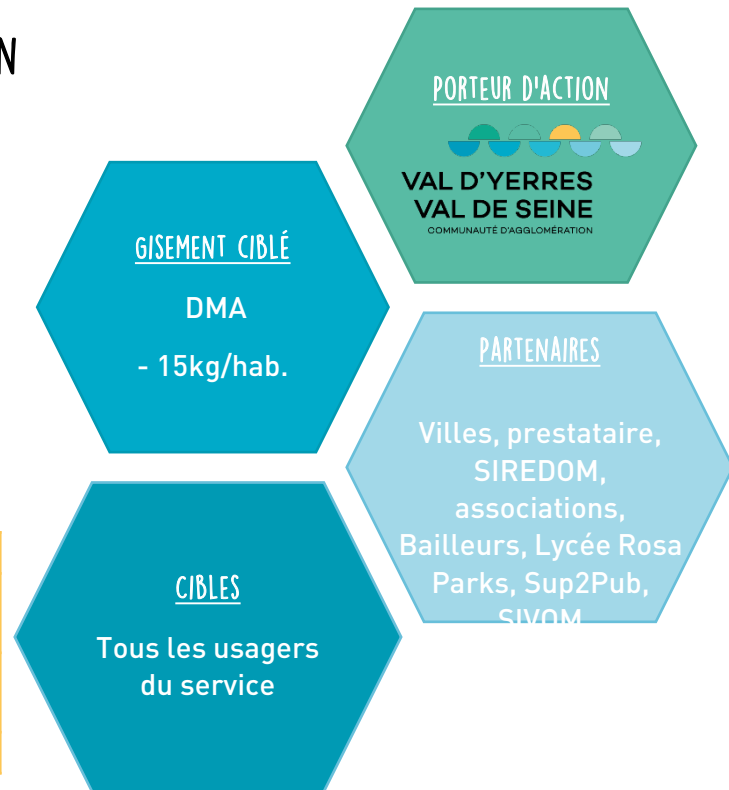 N
PORTEUR D'ACTION
VAL D'YERRES
VAL DE SEINE
COMMUNAUTÉ D'AGGLOMÉRATION
GISEMENT CIBLÉ
DMA
- 15kg/hab.
PARTENAIRES
Villes, prestataire,
SIREDOM,
associations,
Bailleurs, Lycée Rosa
Parks, Sup2Pub,
SIVOM
CIBLES
Tous les usagers
du service